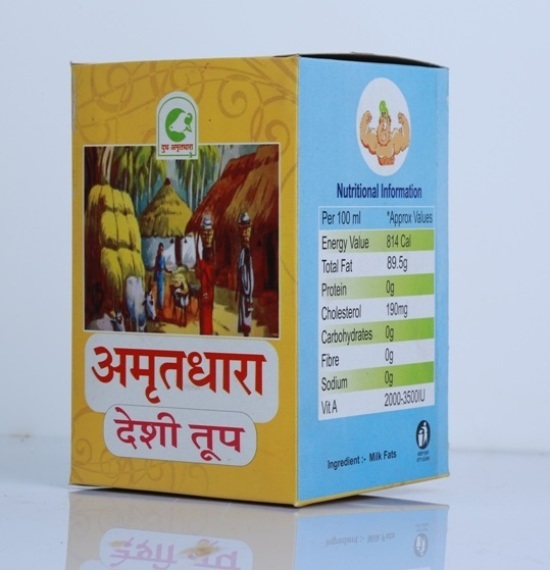 दुध अमृतधारा
अमृतधारा
देशी तूप
Nutritional Information
Per 100 ml *Approx Values
Energy Value 814 Cal
Total Fat 89.5g
Protein 0g
Cholesterol 190mg
Carbohydrates 0g
Fibre 0g
Sodium 0g
Vit A 2000-3500IU
Ingredient :- Milk Fats